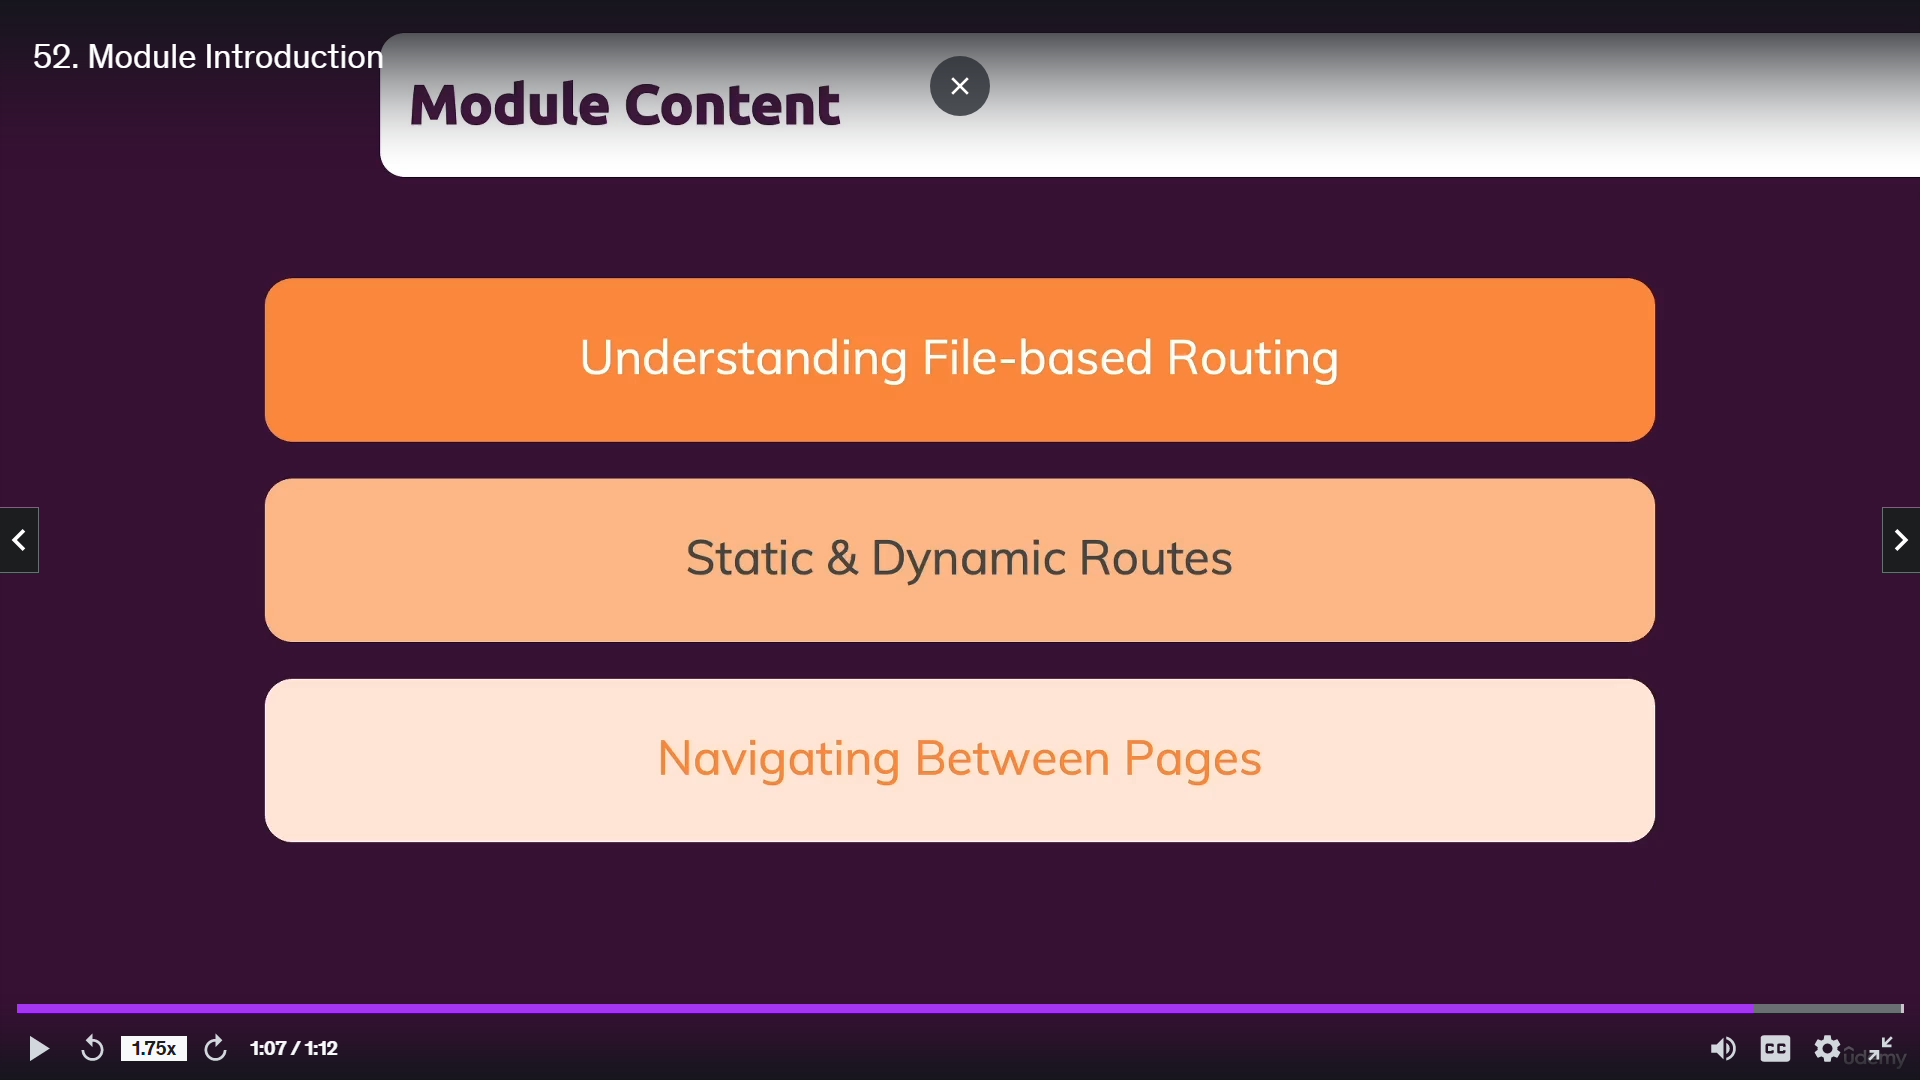 52. Module Introduction
Module Content
Understanding File-based Routing
Static & Dynamic Routes
Navigating Between Pages
1.75x
1:07 / 1:12
CC
ûdemy